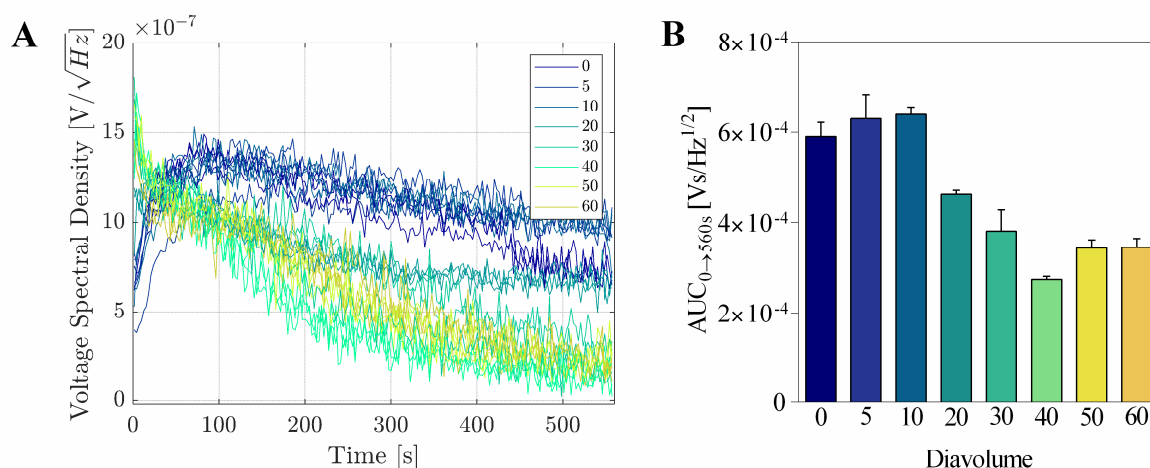 A
×10⁻⁷
Voltage Spectral Density [V/√Hz]
20
15
10
5
0
0
5
10
20
30
40
50
60
0 100 200 300 400 500
Time [s]
B
AUC₀→₅₆₀ₛ [Vs/Hz^1/2]
8×10⁻⁴
6×10⁻⁴
4×10⁻⁴
2×10⁻⁴
0
0 5 10 20 30 40 50 60
Diavolume